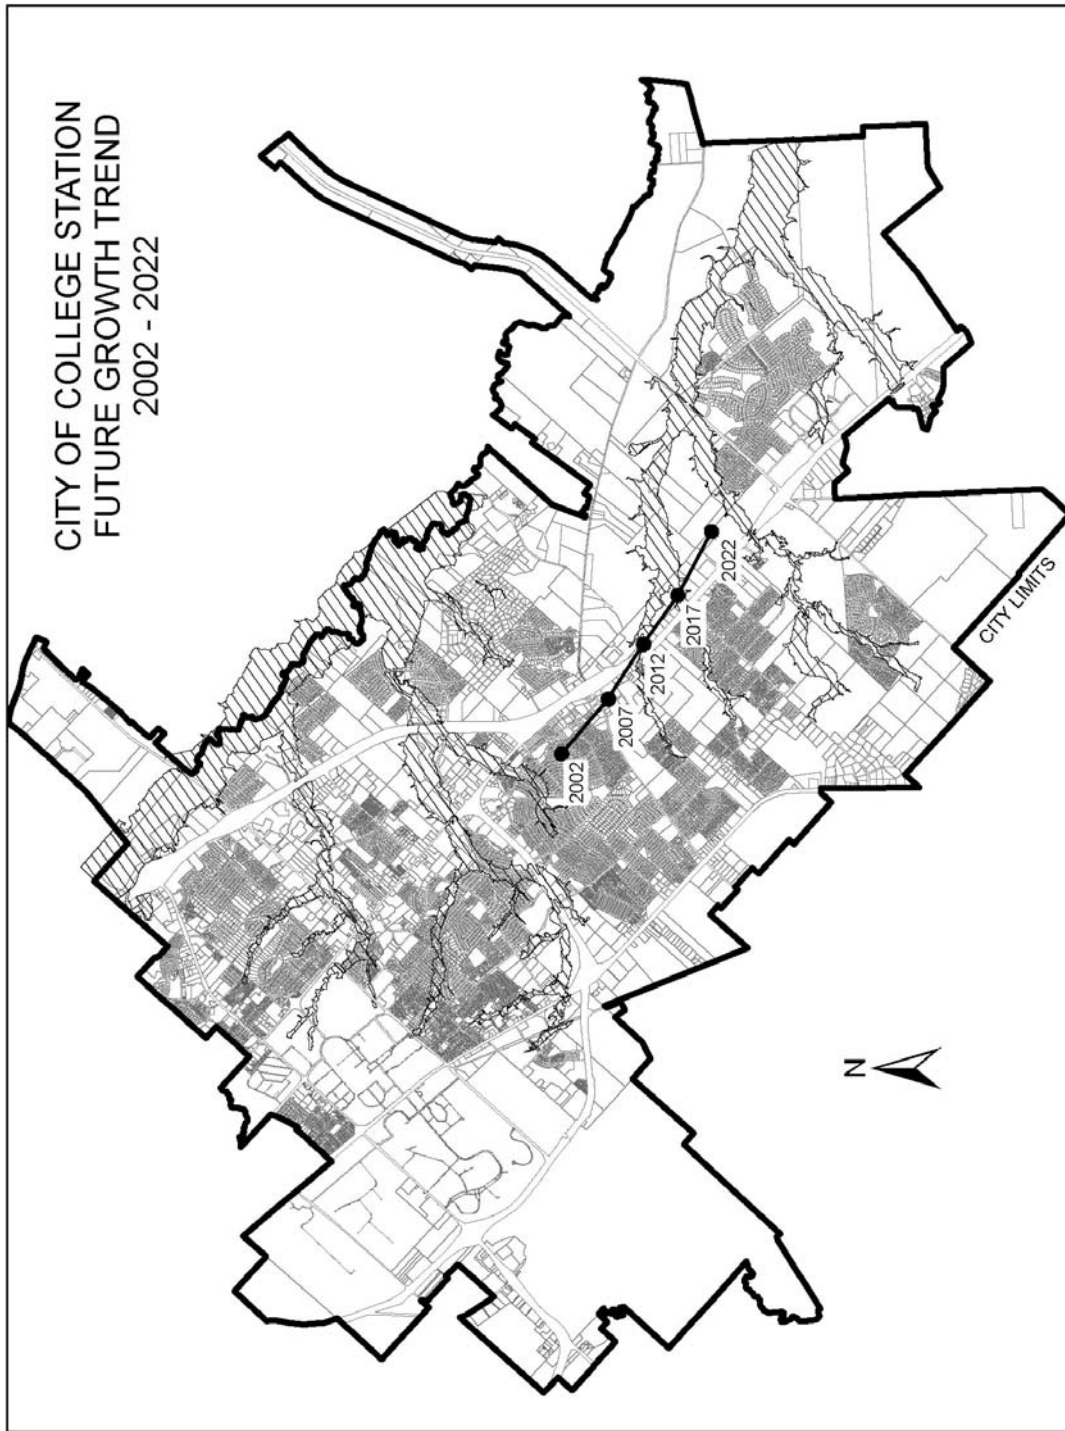 CITY OF COLLEGE STATION
FUTURE GROWTH TREND
2002 - 2022
2002
2007
2012
2017
2022
CITY LIMITS
N